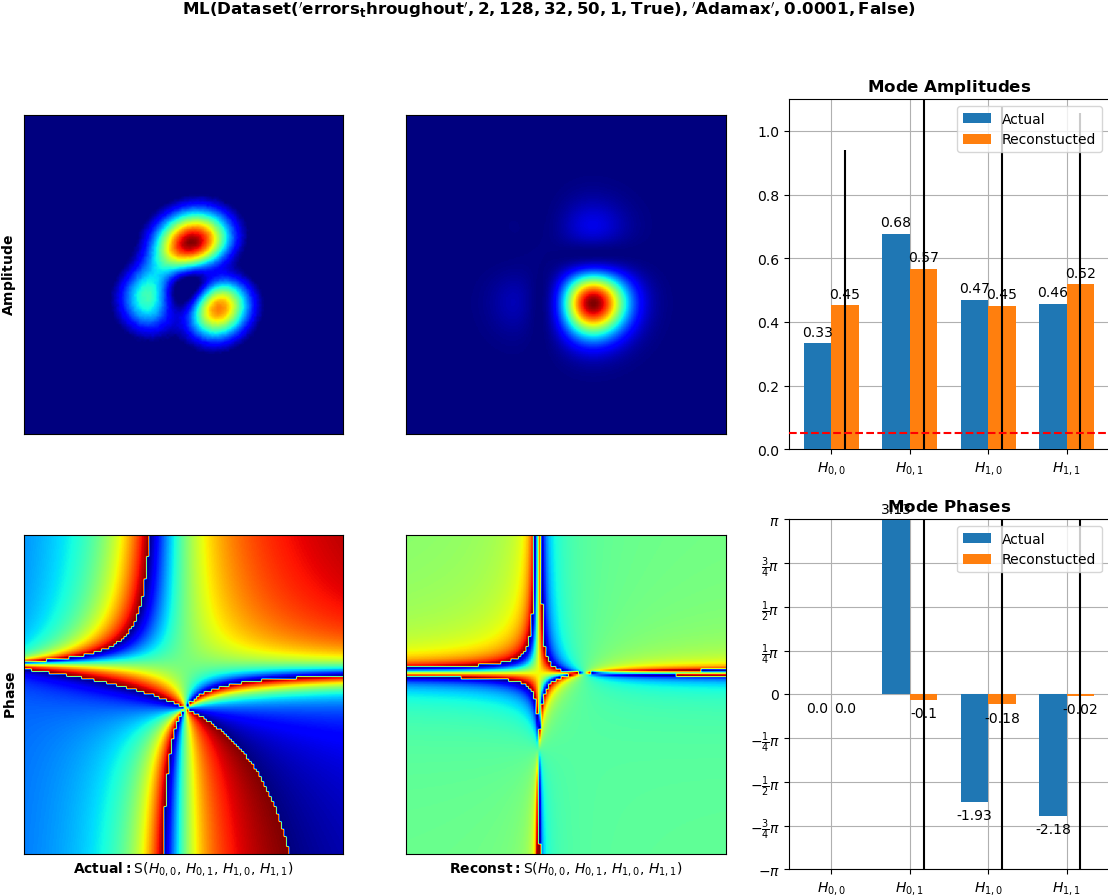 ML(Dataset('errors_throughout', 2, 128, 32, 50, 1, True), 'Adamax', 0.0001, False)
Amplitude
Mode Amplitudes
Actual
Reconstucted
1.0
0.8
0.6
0.4
0.2
0.0
0.33
0.45
0.68
0.57
0.47
0.45
0.46
0.52
H0,0
H0,1
H1,0
H1,1
Phase
Actual: S(H0,0, H0,1, H1,0, H1,1)
Reconst: S(H0,0, H0,1, H1,0, H1,1)
Mode Phases
Actual
Reconstucted
π
3/4π
1/2π
1/4π
0
−1/4π
−1/2π
−3/4π
−π
0.0
0.0
3.13
-0.1
-1.93
-0.18
-2.18
-0.02
H0,0
H0,1
H1,0
H1,1